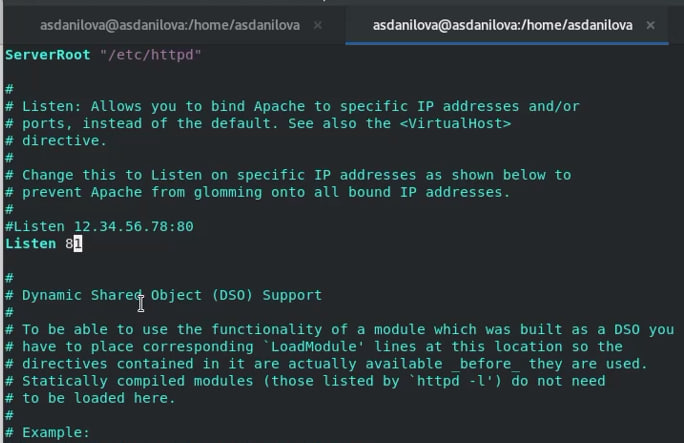 asdanilova@asdanilova:/home/asdanilova × asdanilova@asdanilova:/home/asdanilova ×
ServerRoot "/etc/httpd"
#
# Listen: Allows you to bind Apache to specific IP addresses and/or
# ports, instead of the default. See also the <VirtualHost>
# directive.
#
# Change this to Listen on specific IP addresses as shown below to
# prevent Apache from glomming onto all bound IP addresses.
#
#Listen 12.34.56.78:80
Listen 81
#
# Dynamic Shared Object (DSO) Support
#
# To be able to use the functionality of a module which was built as a DSO you
# have to place corresponding `LoadModule' lines at this location so the
# directives contained in it are actually available _before_ they are used.
# Statically compiled modules (those listed by `httpd -l') do not need
# to be loaded here.
#
# Example: